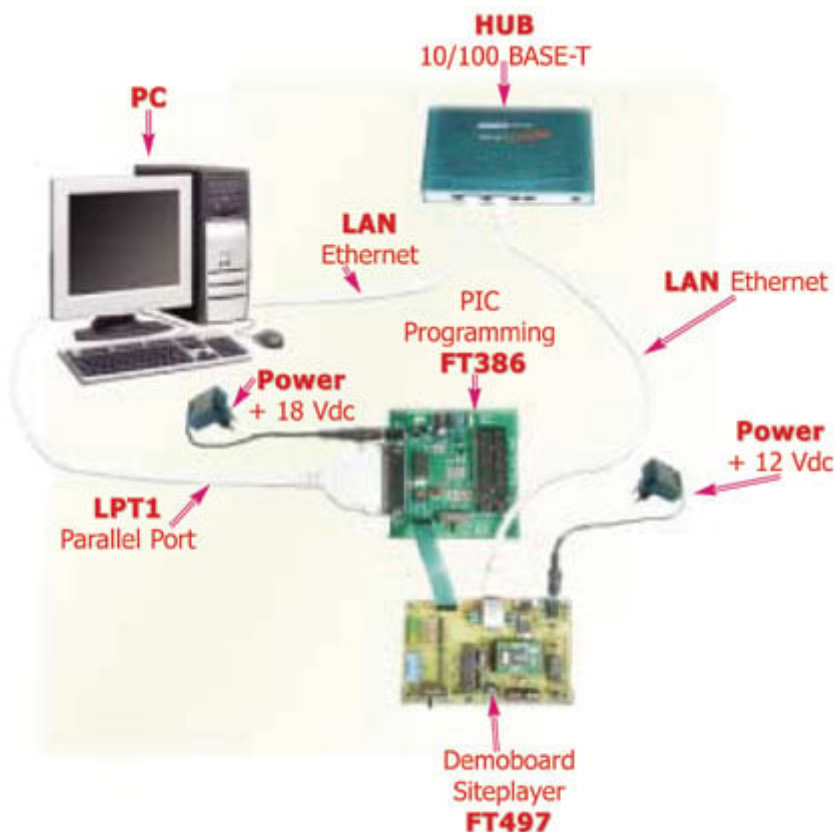 HUB
10/100 BASE-T
PC
LAN
Ethernet
LAN Ethernet
PIC
Programming
FT386
Power
+ 18 Vdc
Power
+ 12 Vdc
LPT1
Parallel Port
Demoboard
Siteplayer
FT497